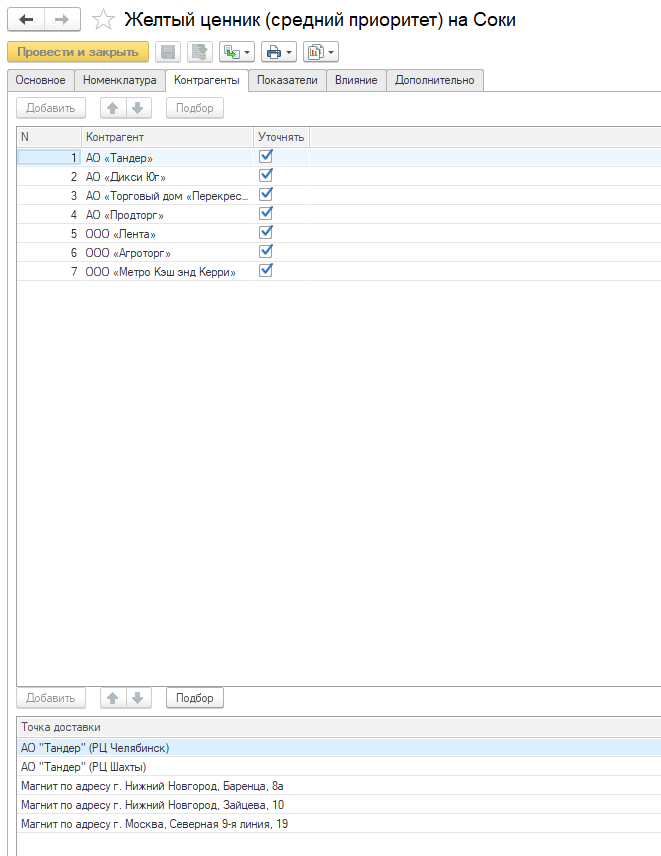 Желтый ценник (средний приоритет) на Соки
Провести и закрыть
Основное Номенклатура Контрагенты Показатели Влияние Дополнительно
Добавить Подбор
N Контрагент Уточнять
1 АО «Тандер»
2 АО «Дикси Юг»
3 АО «Торговый дом «Перекрес...
4 АО «Продторг»
5 ООО «Лента»
6 ООО «Агроторг»
7 ООО «Метро Кэш энд Керри»
Добавить Подбор
Точка доставки
АО "Тандер" (РЦ Челябинск)
АО "Тандер" (РЦ Шахты)
Магнит по адресу г. Нижний Новгород, Баренца, 8а
Магнит по адресу г. Нижний Новгород, Зайцева, 10
Магнит по адресу г. Москва, Северная 9-я линия, 19